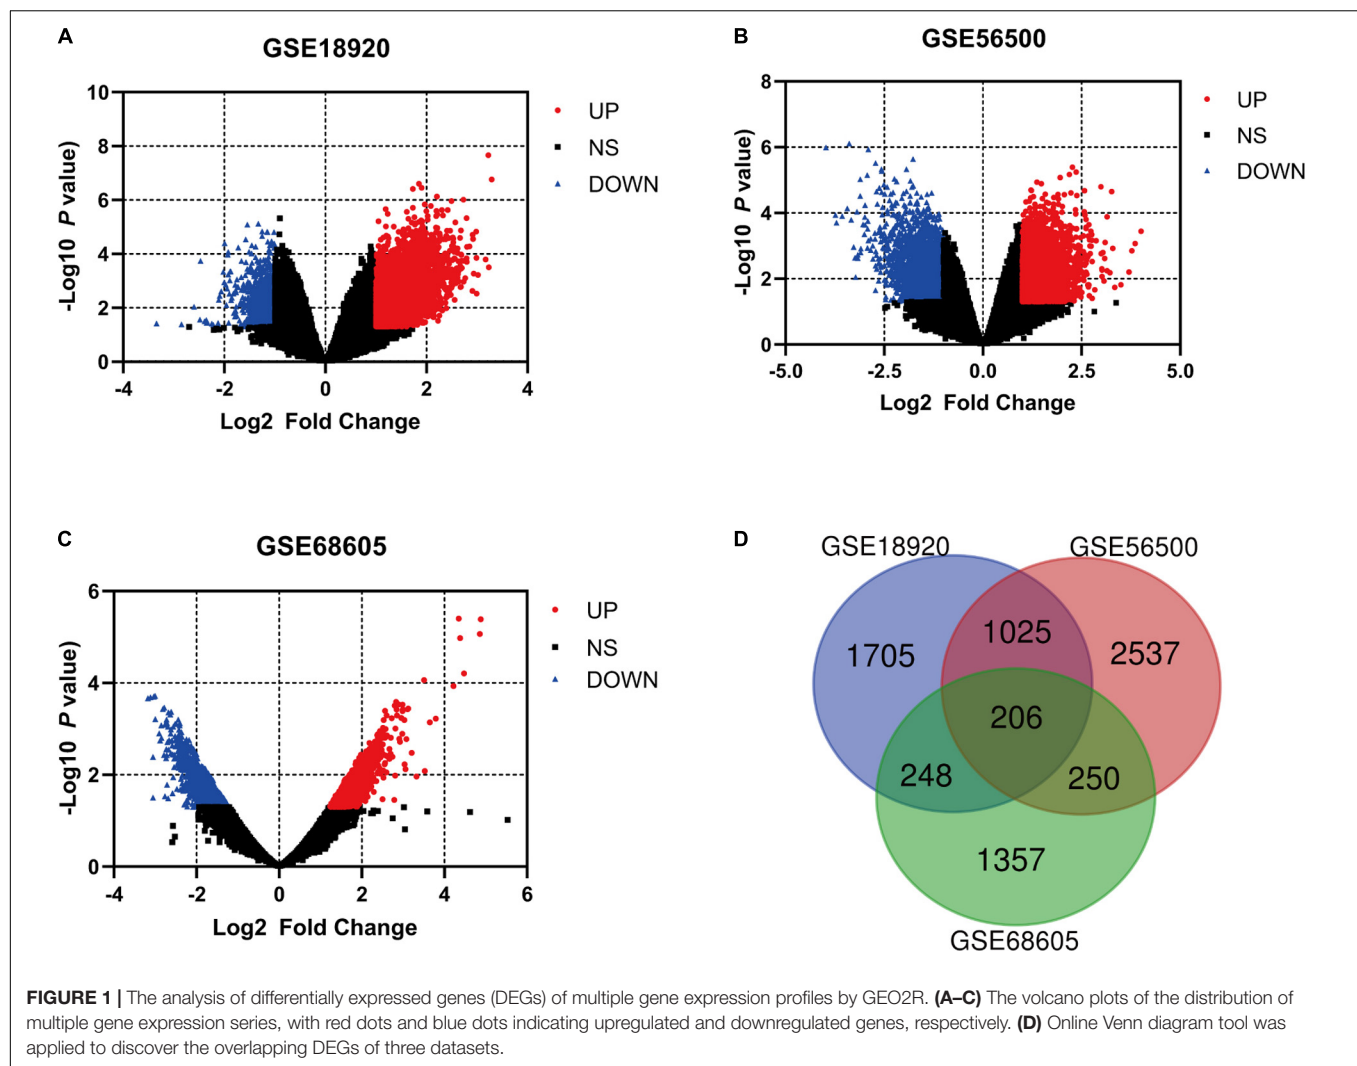 A
GSE18920
10
8
6
4
2
0
-4
-2
0
2
4
-Log10 P value)
Log2 Fold Change
UP
NS
DOWN
B
GSE56500
8
6
4
2
0
-5.0
-2.5
0.0
2.5
5.0
-Log10 P value)
Log2 Fold Change
UP
NS
DOWN
C
GSE68605
6
4
2
0
-4
-2
0
2
4
6
-Log10 P value)
Log2 Fold Change
UP
NS
DOWN
D
GSE18920
GSE56500
1705
1025
2537
206
248
250
1357
GSE68605
FIGURE 1 | The analysis of differentially expressed genes (DEGs) of multiple gene expression profiles by GEO2R. (A–C) The volcano plots of the distribution of
multiple gene expression series, with red dots and blue dots indicating upregulated and downregulated genes, respectively. (D) Online Venn diagram tool was
applied to discover the overlapping DEGs of three datasets.